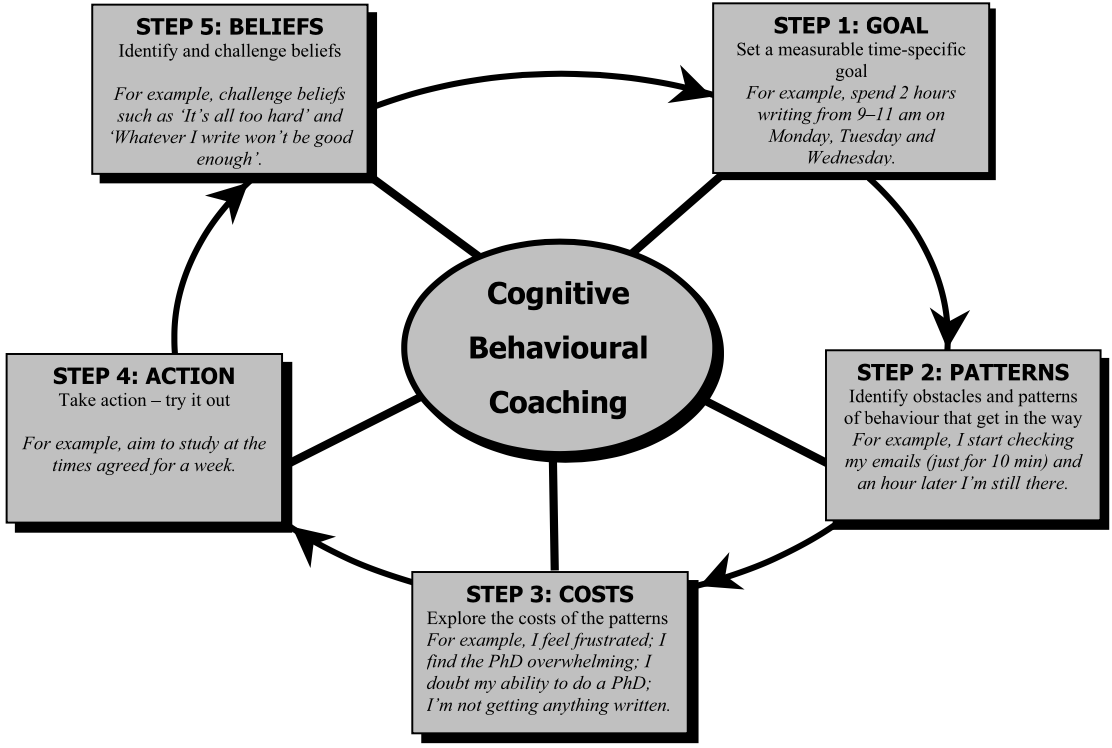 STEP 5: BELIEFS
Identify and challenge beliefs
For example, challenge beliefs
such as ‘It’s all too hard’ and
‘Whatever I write won’t be good
enough’.
STEP 1: GOAL
Set a measurable time-specific
goal
For example, spend 2 hours
writing from 9–11 am on
Monday, Tuesday and
Wednesday.
Cognitive
Behavioural
Coaching
STEP 4: ACTION
Take action – try it out
For example, aim to study at the
times agreed for a week.
STEP 2: PATTERNS
Identify obstacles and patterns
of behaviour that get in the way
For example, I start checking
my emails (just for 10 min) and
an hour later I’m still there.
STEP 3: COSTS
Explore the costs of the patterns
For example, I feel frustrated; I
find the PhD overwhelming; I
doubt my ability to do a PhD;
I’m not getting anything written.